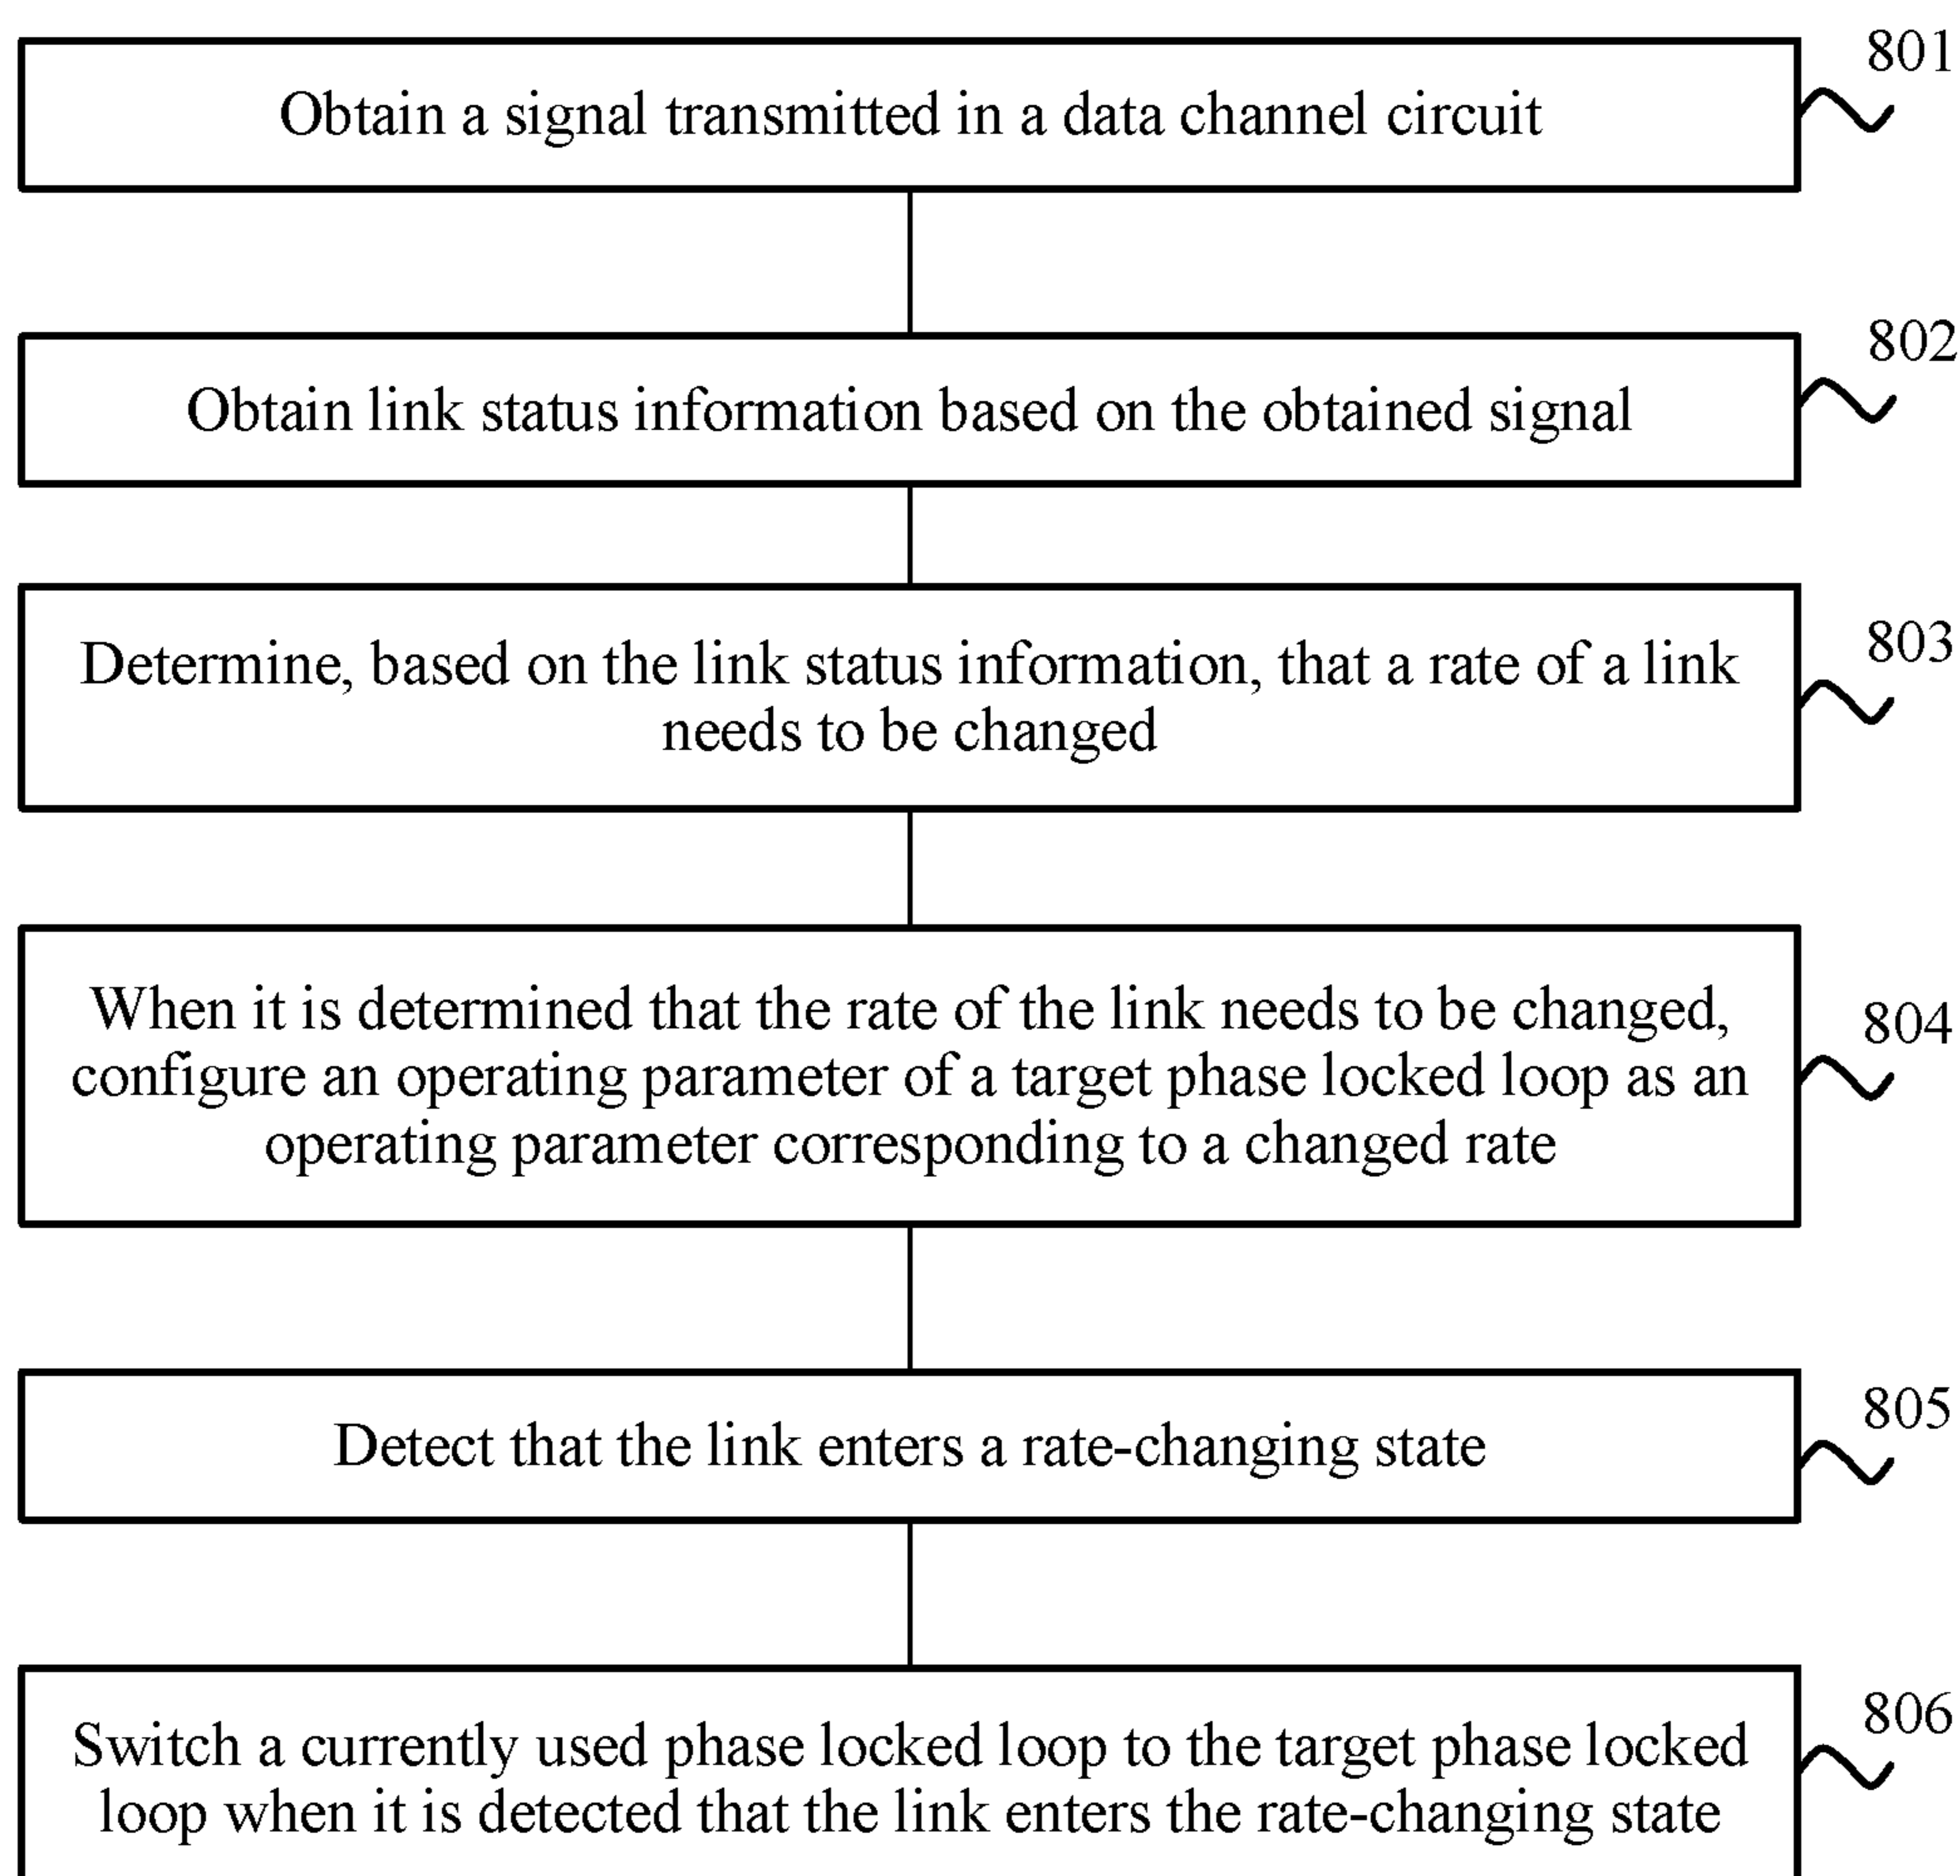 801
Obtain a signal transmitted in a data channel circuit
802
Obtain link status information based on the obtained signal
803
Determine, based on the link status information, that a rate of a link
needs to be changed
804
When it is determined that the rate of the link needs to be changed,
configure an operating parameter of a target phase locked loop as an
operating parameter corresponding to a changed rate
805
Detect that the link enters a rate-changing state
806
Switch a currently used phase locked loop to the target phase locked
loop when it is detected that the link enters the rate-changing state